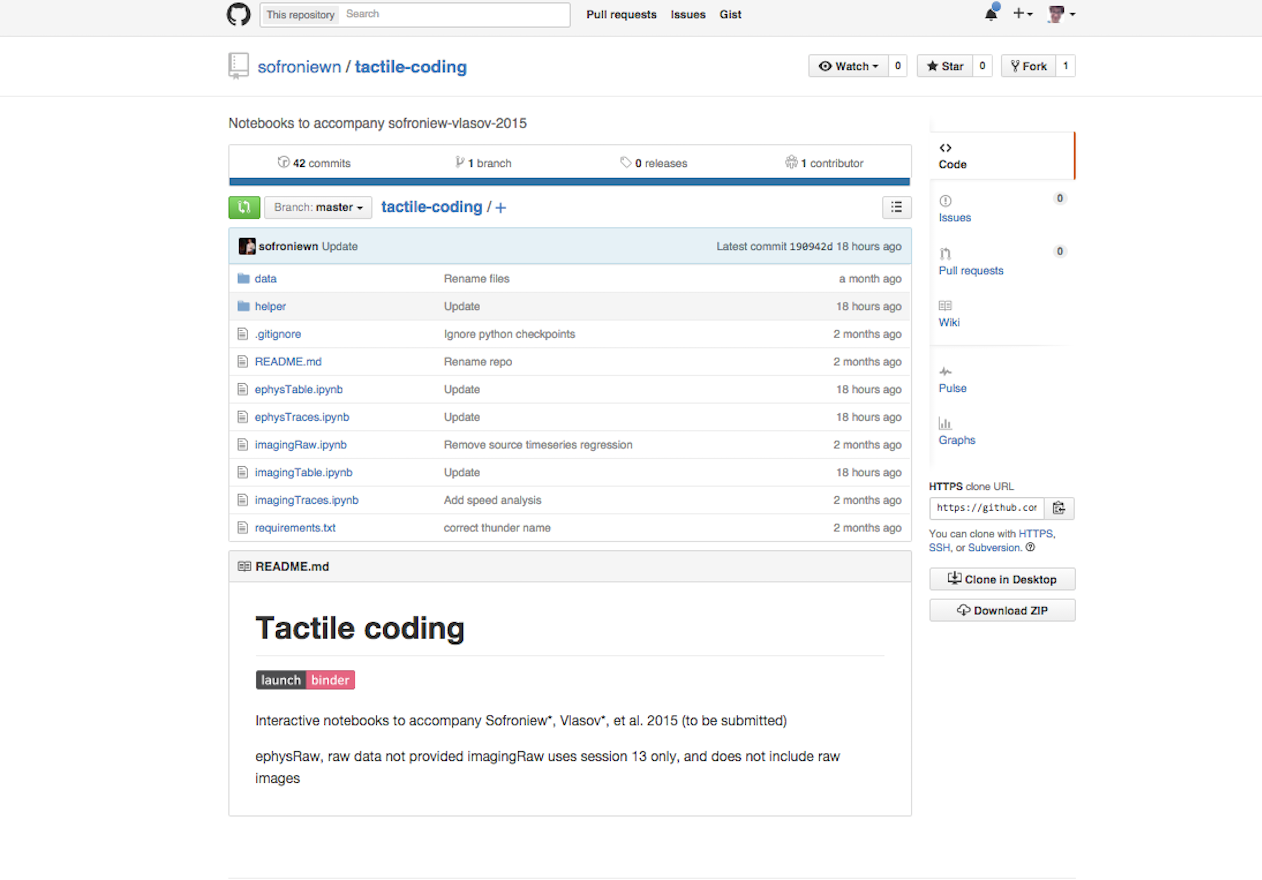 This repository Search Pull requests Issues Gist
sofroniewn / tactile-coding Watch 0 Star 0 Fork 1
Notebooks to accompany sofroniew-vlasov-2015
42 commits 1 branch 0 releases 1 contributor
Branch: master tactile-coding / +
sofroniewn Update Latest commit 190942d 18 hours ago
data Rename files a month ago
helper Update 18 hours ago
.gitignore Ignore python checkpoints 2 months ago
README.md Rename repo 2 months ago
ephysTable.ipynb Update 18 hours ago
ephysTraces.ipynb Update 18 hours ago
imagingRaw.ipynb Remove source timeseries regression 2 months ago
imagingTable.ipynb Update 18 hours ago
imagingTraces.ipynb Add speed analysis 2 months ago
requirements.txt correct thunder name 2 months ago
README.md
Tactile coding
launch binder
Interactive notebooks to accompany Sofroniew*, Vlasov*, et al. 2015 (to be submitted)
ephysRaw, raw data not provided imagingRaw uses session 13 only, and does not include raw
images
Code
Issues 0
Pull requests 0
Wiki
Pulse
Graphs
HTTPS clone URL
https://github.cor
You can clone with HTTPS,
SSH, or Subversion.
Clone in Desktop
Download ZIP